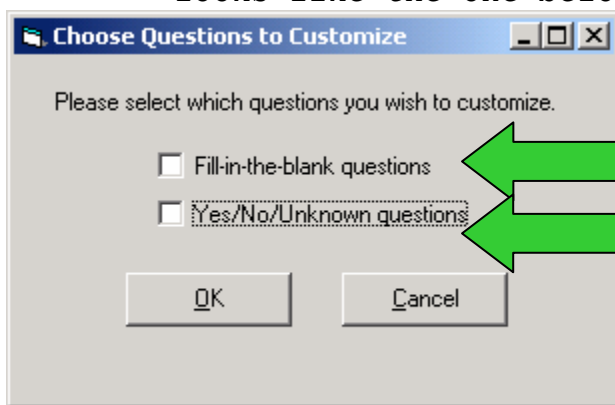 Choose Questions to Customize
Please select which questions you wish to customize.
Fill-in-the-blank questions
Yes/No/Unknown questions
OK Cancel